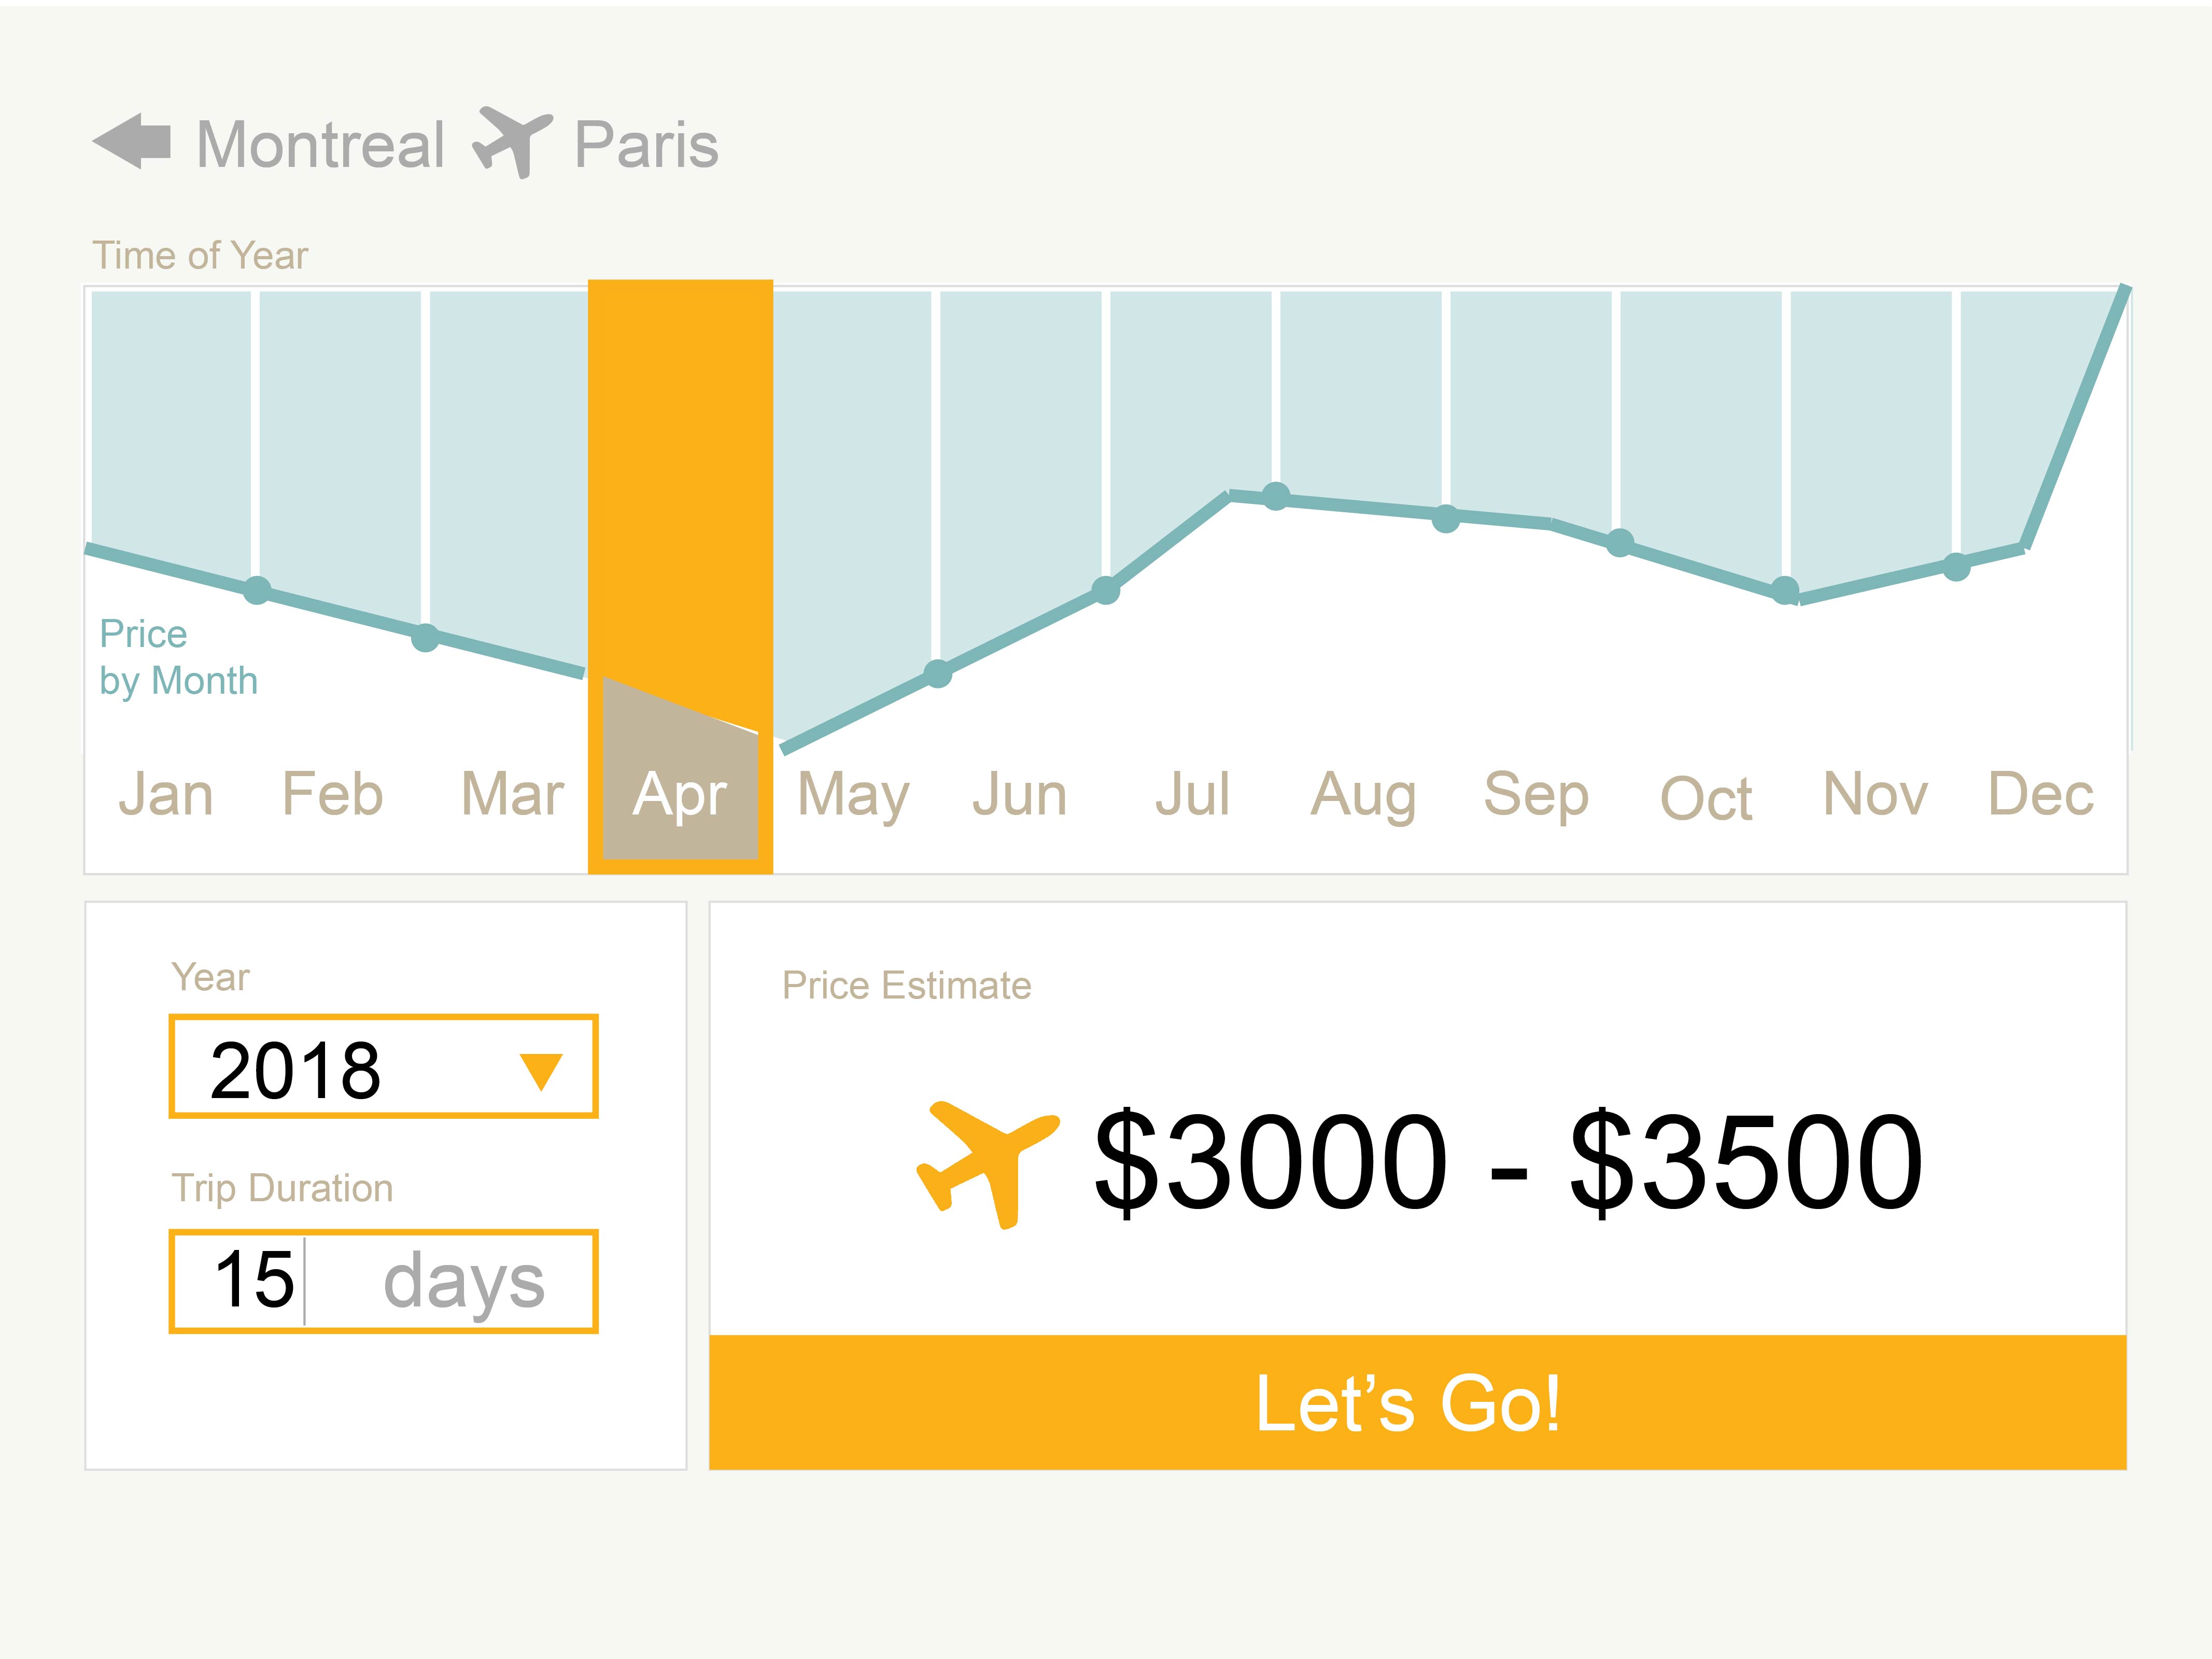 Montreal Paris
Time of Year
Price
by Month
Jan Feb Mar Apr May Jun Jul Aug Sep Oct Nov Dec
Year
2018
Trip Duration
15 days
Price Estimate
$3000 - $3500
Let’s Go!